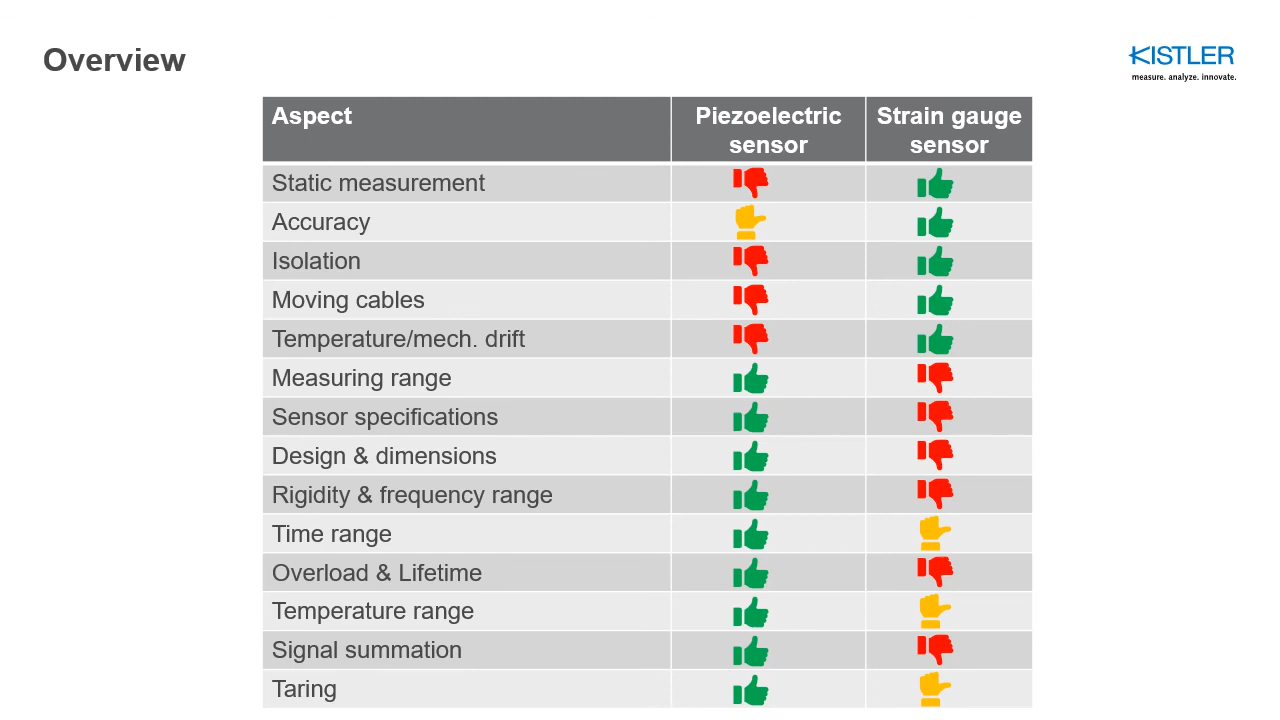 Overview
KISTLER
measure. analyze. innovate.
Aspect
Piezoelectric
sensor
Strain gauge
sensor
Static measurement
Accuracy
Isolation
Moving cables
Temperature/mech. drift
Measuring range
Sensor specifications
Design & dimensions
Rigidity & frequency range
Time range
Overload & Lifetime
Temperature range
Signal summation
Taring